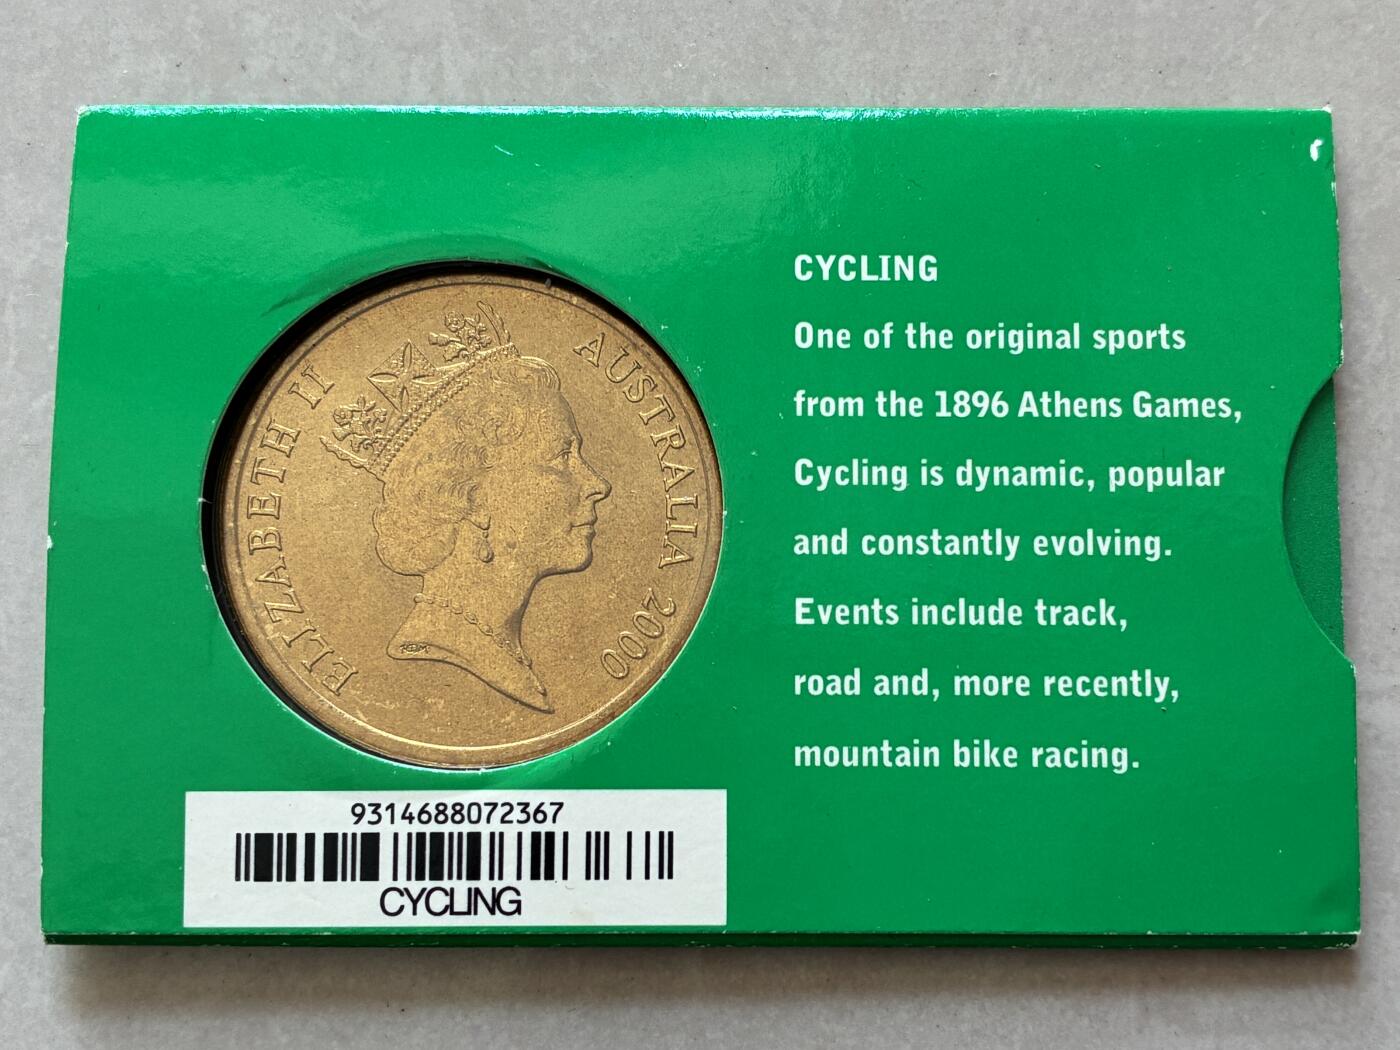 ELIZABETH II
AUSTRALIA 2000
CYCLING
One of the original sports
from the 1896 Athens Games,
Cycling is dynamic, popular
and constantly evolving.
Events include track,
road and, more recently,
mountain bike racing.
9314688072367
CYCLING